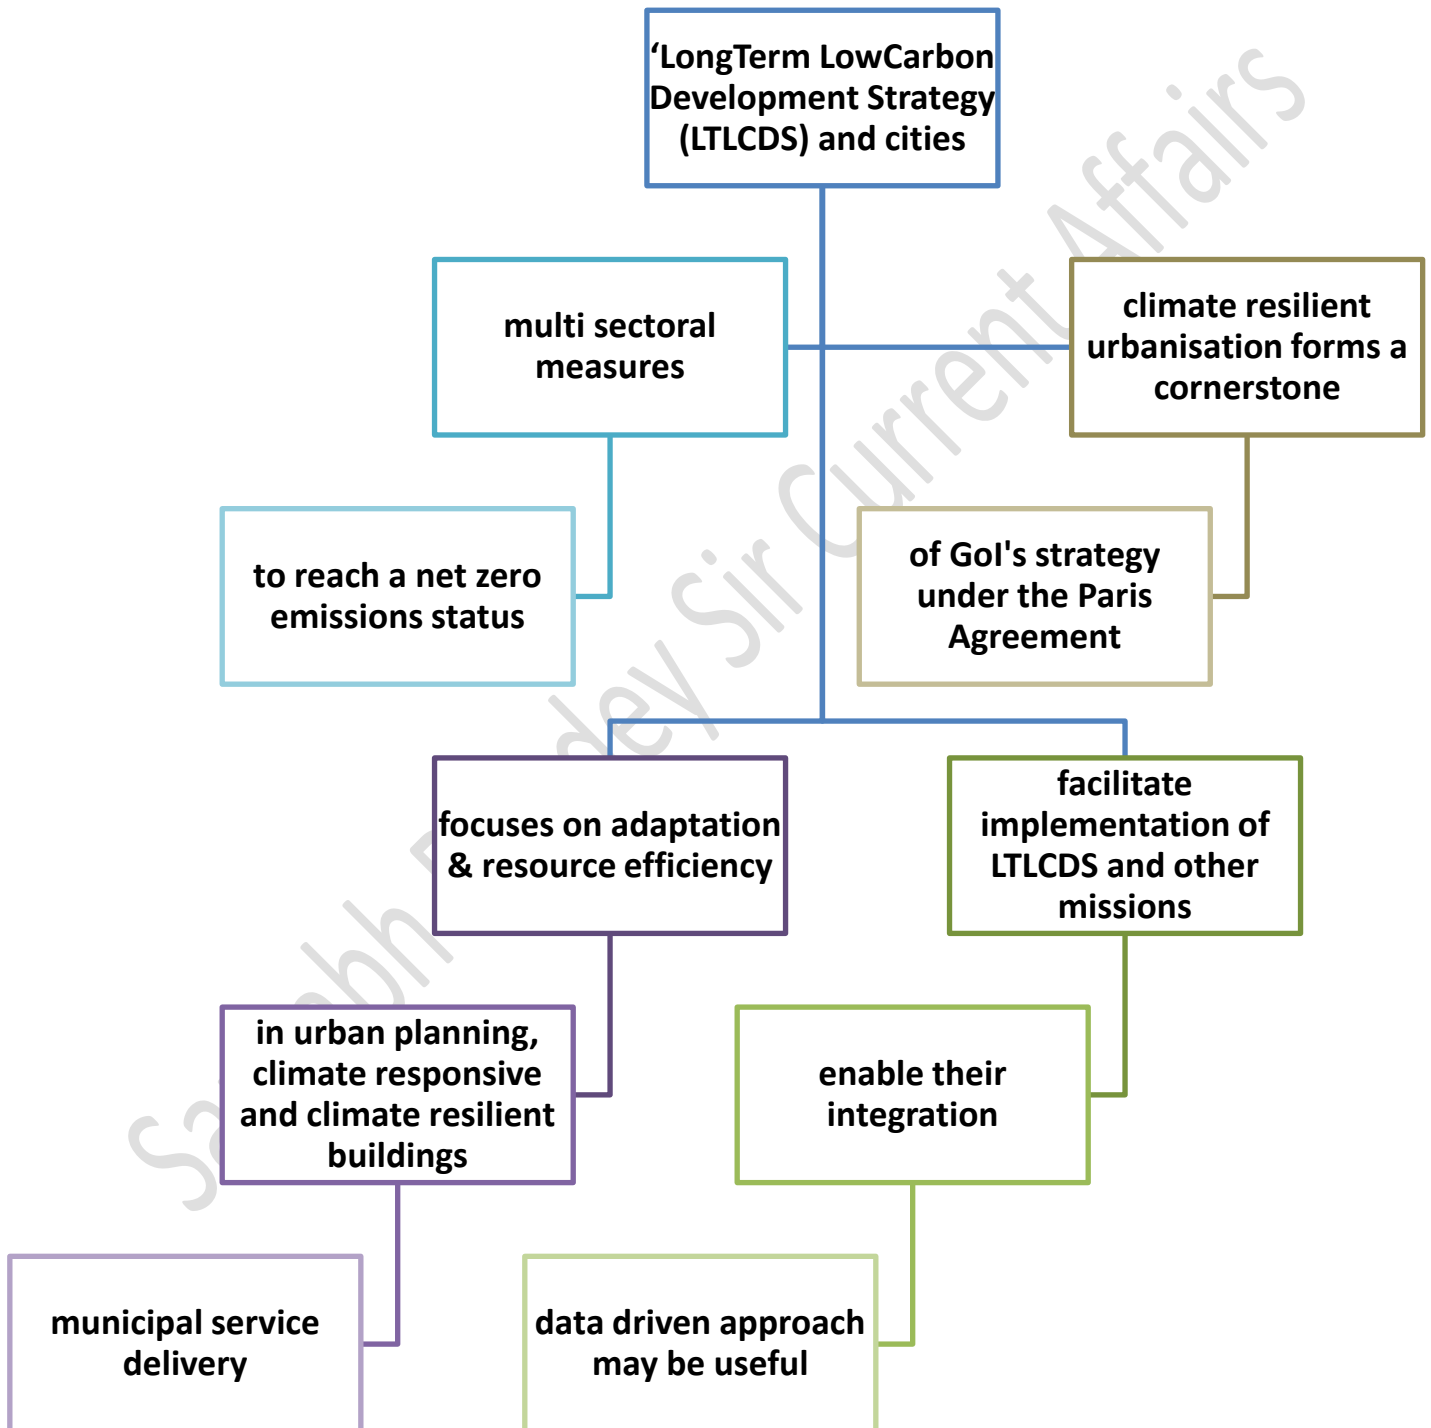 ‘LongTerm LowCarbon
Development Strategy
(LTLCDS) and cities
multi sectoral
measures
climate resilient
urbanisation forms a
cornerstone
to reach a net zero
emissions status
of GoI's strategy
under the Paris
Agreement
focuses on adaptation
& resource efficiency
facilitate
implementation of
LTLCDS and other
missions
in urban planning,
climate responsive
and climate resilient
buildings
enable their
integration
municipal service
delivery
data driven approach
may be useful
Sir Current Affairs